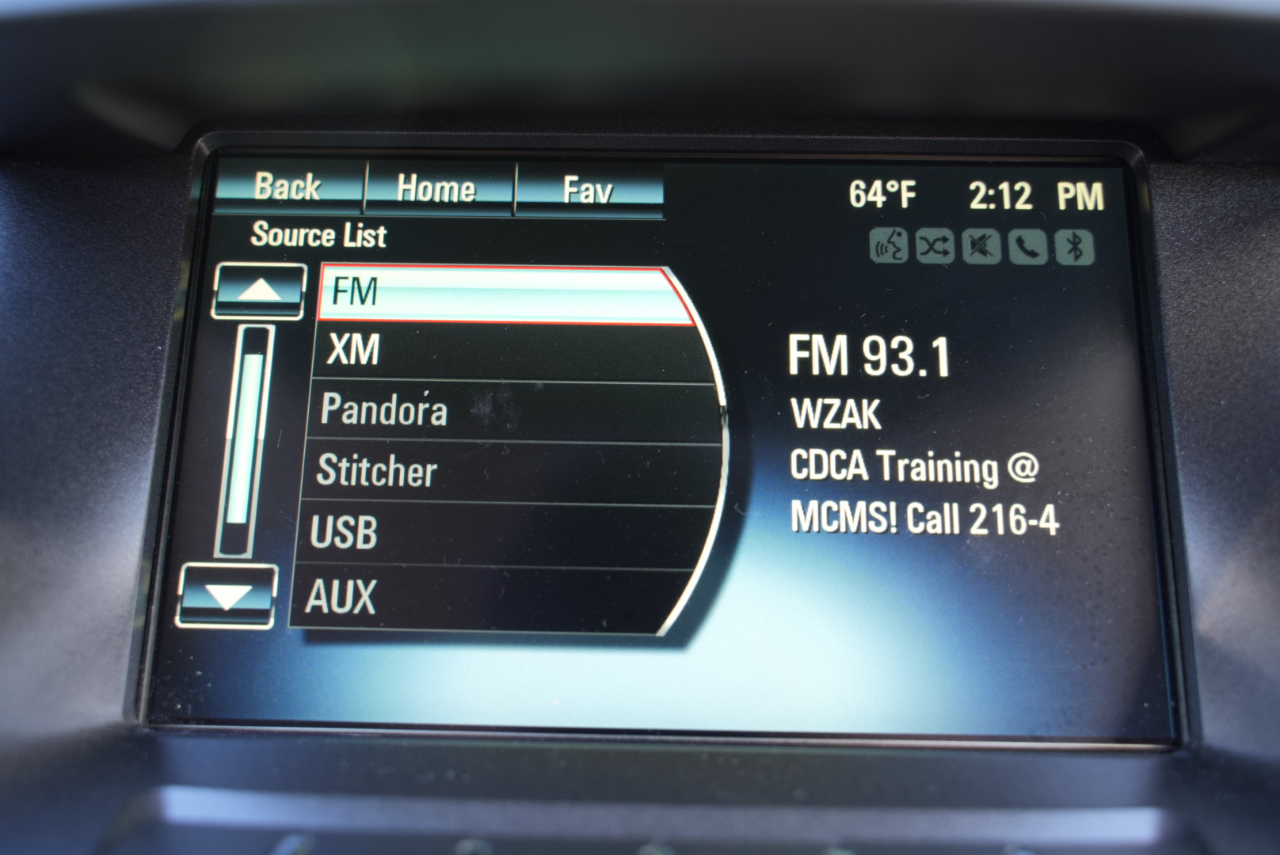 Back Home Fav
64°F 2:12 PM
Source List
FM
XM
Pandora
Stitcher
USB
AUX
FM 93.1
WZAK
CDCA Training @
MCMS! Call 216-4